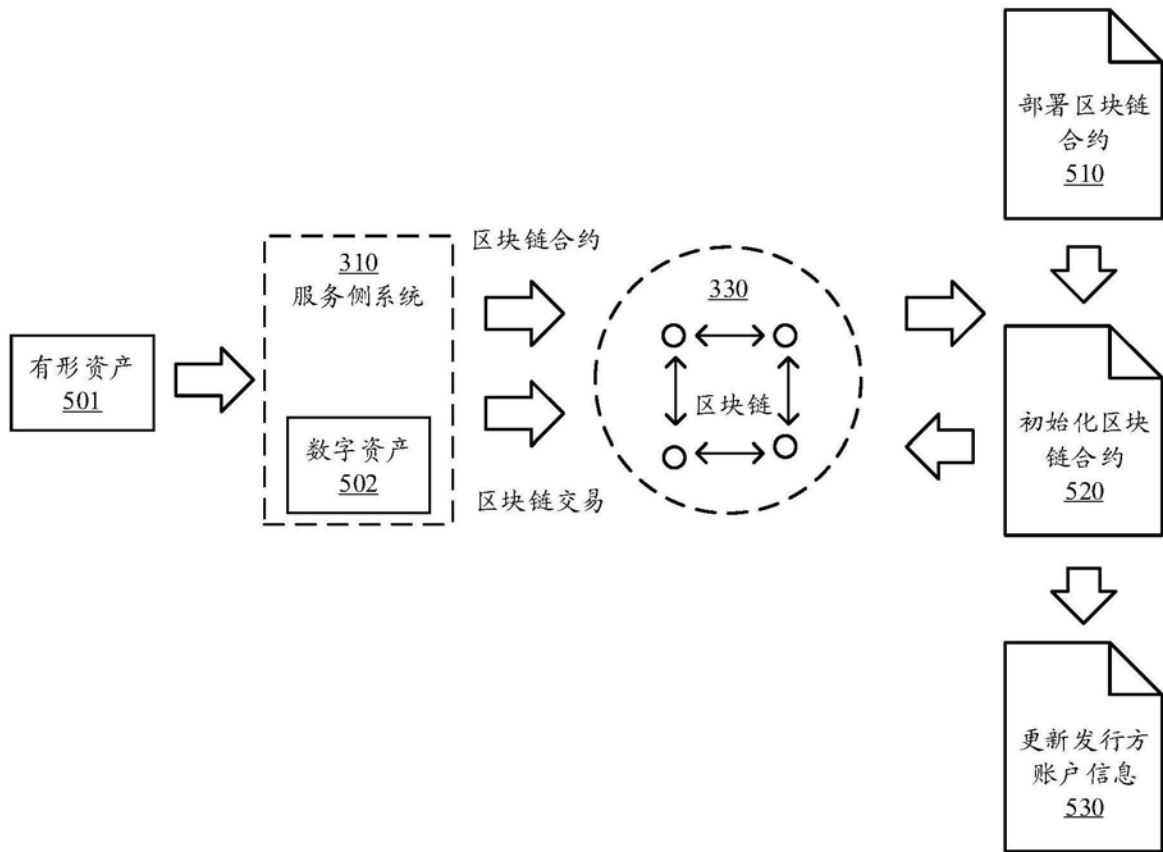 有形资产
501
310
服务侧系统
数字资产
502
区块链合约
区块链交易
330
区块链
部署区块链
合约
510
初始化区块
链合约
520
更新发行方
账户信息
530